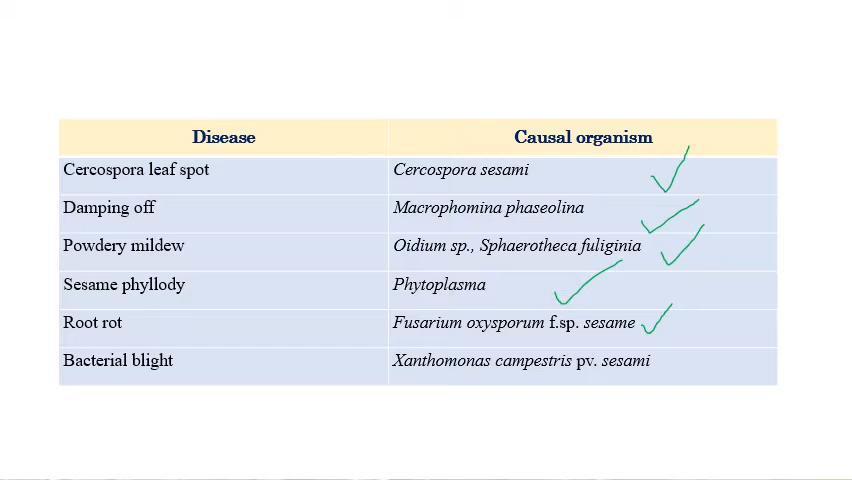 Disease Causal organism
Cercospora leaf spot Cercospora sesami
Damping off Macrophomina phaseolina
Powdery mildew Oidium sp., Sphaerotheca fuliginia
Sesame phyllody Phytoplasma
Root rot Fusarium oxysporum f.sp. sesame
Bacterial blight Xanthomonas campestris pv. sesami